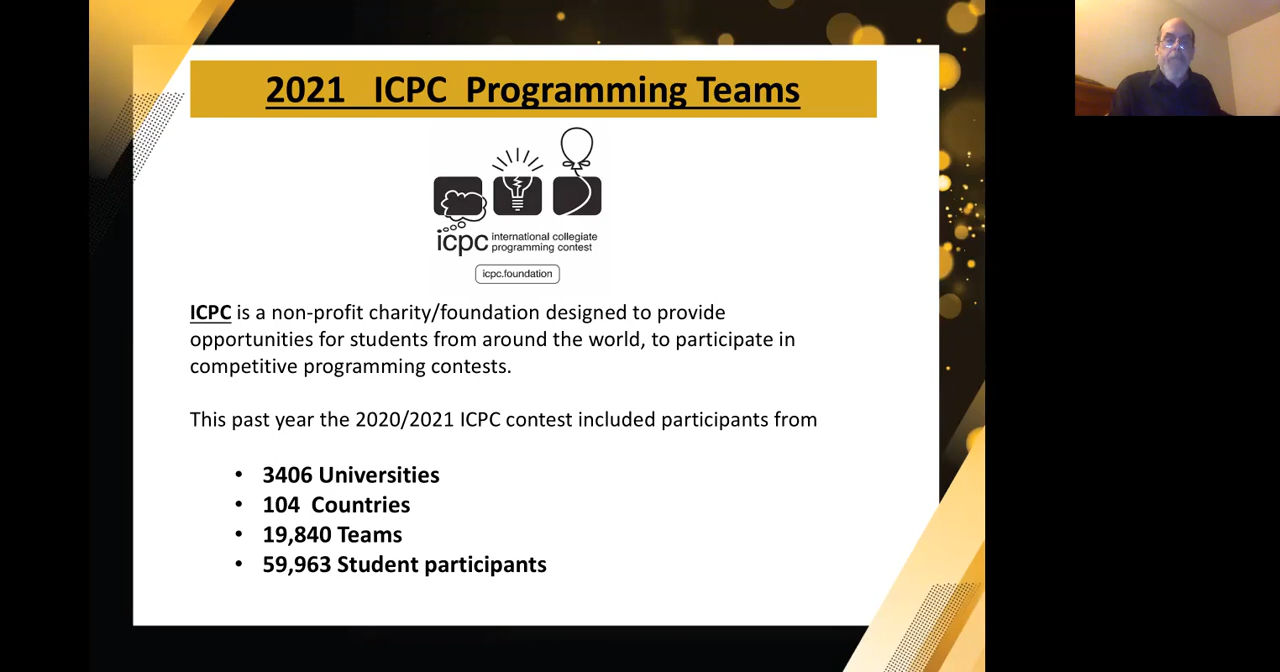 2021 ICPC Programming Teams
icpc international collegiate
programming contest
icpc.foundation
ICPC is a non-profit charity/foundation designed to provide
opportunities for students from around the world, to participate in
competitive programming contests.
This past year the 2020/2021 ICPC contest included participants from
• 3406 Universities
• 104 Countries
• 19,840 Teams
• 59,963 Student participants